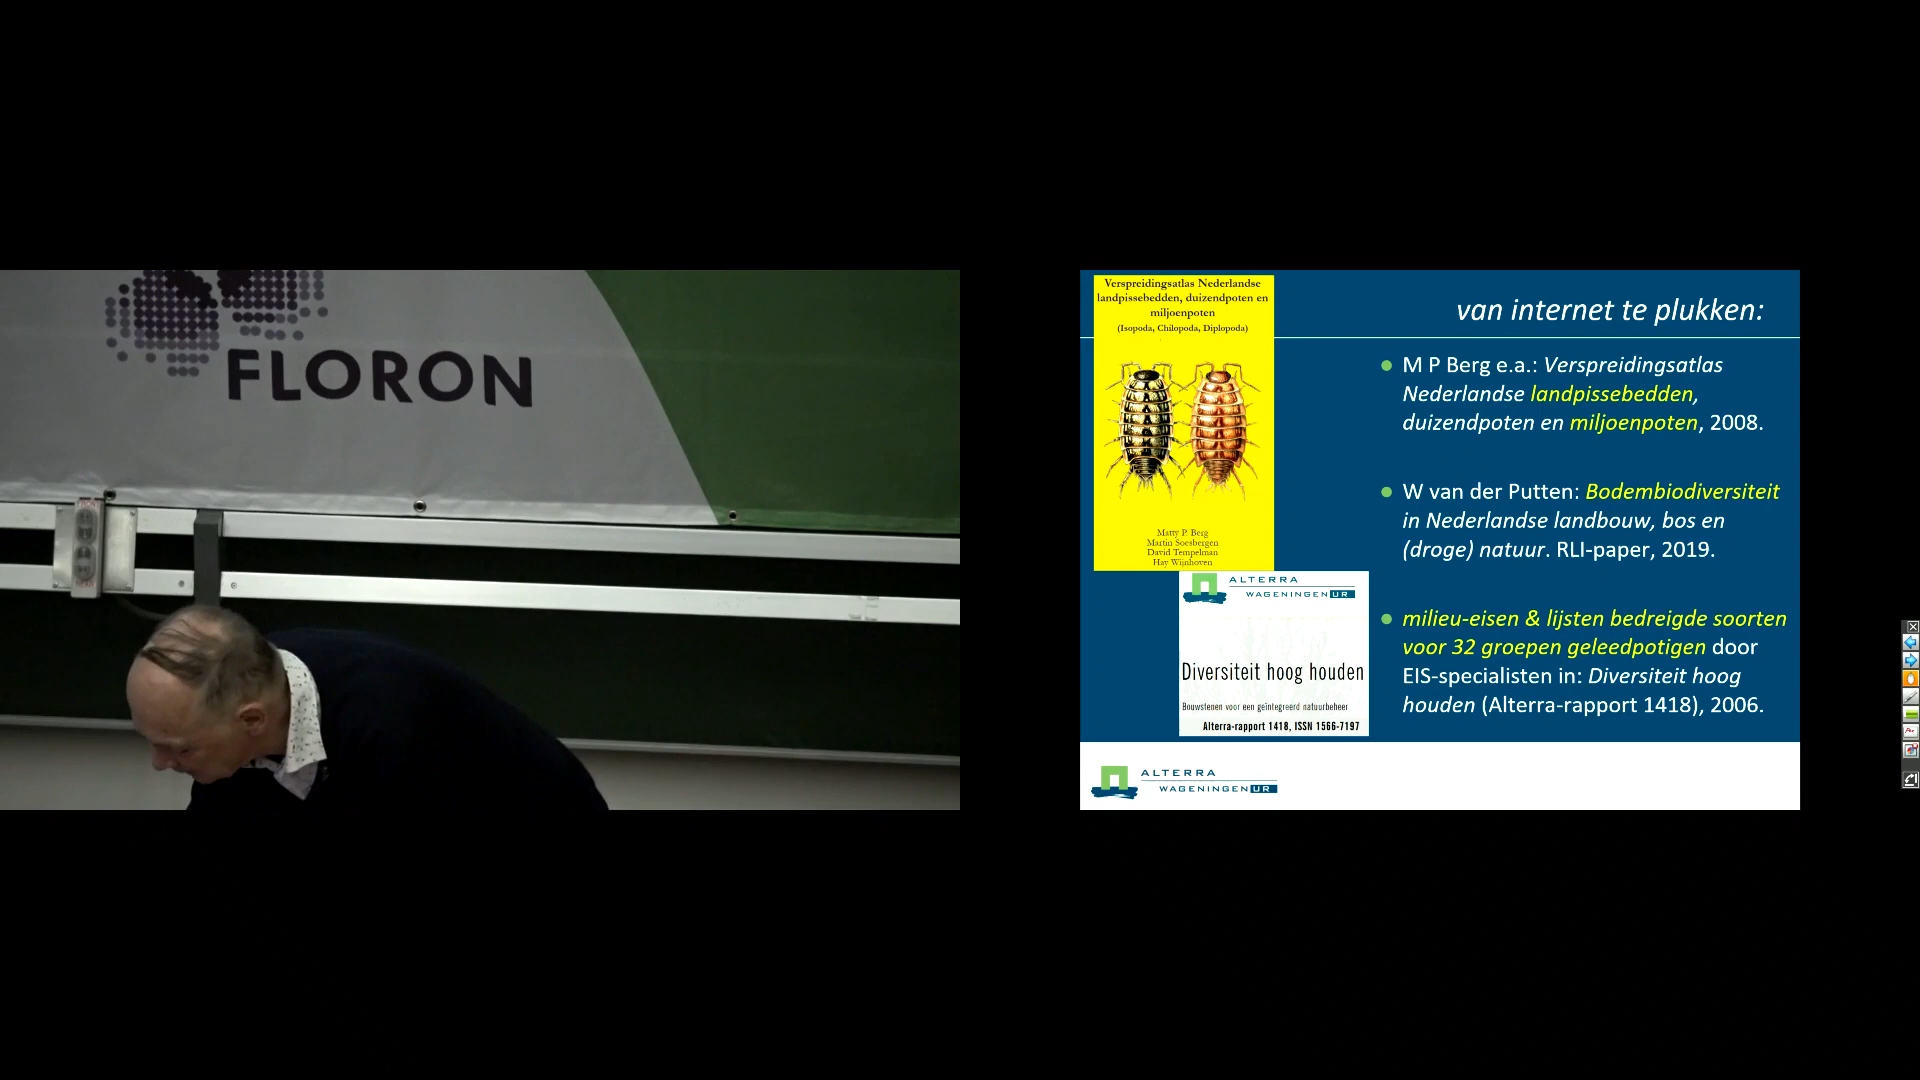 FLORON
Verspreidingsatlas Nederlandse
landpissebedden, duizendpoten en
miljoenpoten
(Isopoda, Chilopoda, Diplopoda)
Matty P. Berg
Martin Soesbergen
David Tempelman
Hay Wijnhoven
ALTERRA
WAGENINGEN UR
Diversiteit hoog houden
Bouwstenen voor een geïntegreerd natuurbeheer
Alterra-rapport 1418, ISSN 1566-7197
van internet te plukken:
M P Berg e.a.: Verspreidingsatlas
Nederlandse landpissebedden,
duizendpoten en miljoenpoten, 2008.
W van der Putten: Bodembiodiversiteit
in Nederlandse landbouw, bos en
(droge) natuur. RLI-paper, 2019.
milieu-eisen & lijsten bedreigde soorten
voor 32 groepen geleedpotigen door
EIS-specialisten in: Diversiteit hoog
houden (Alterra-rapport 1418), 2006.
ALTERRA
WAGENINGEN UR